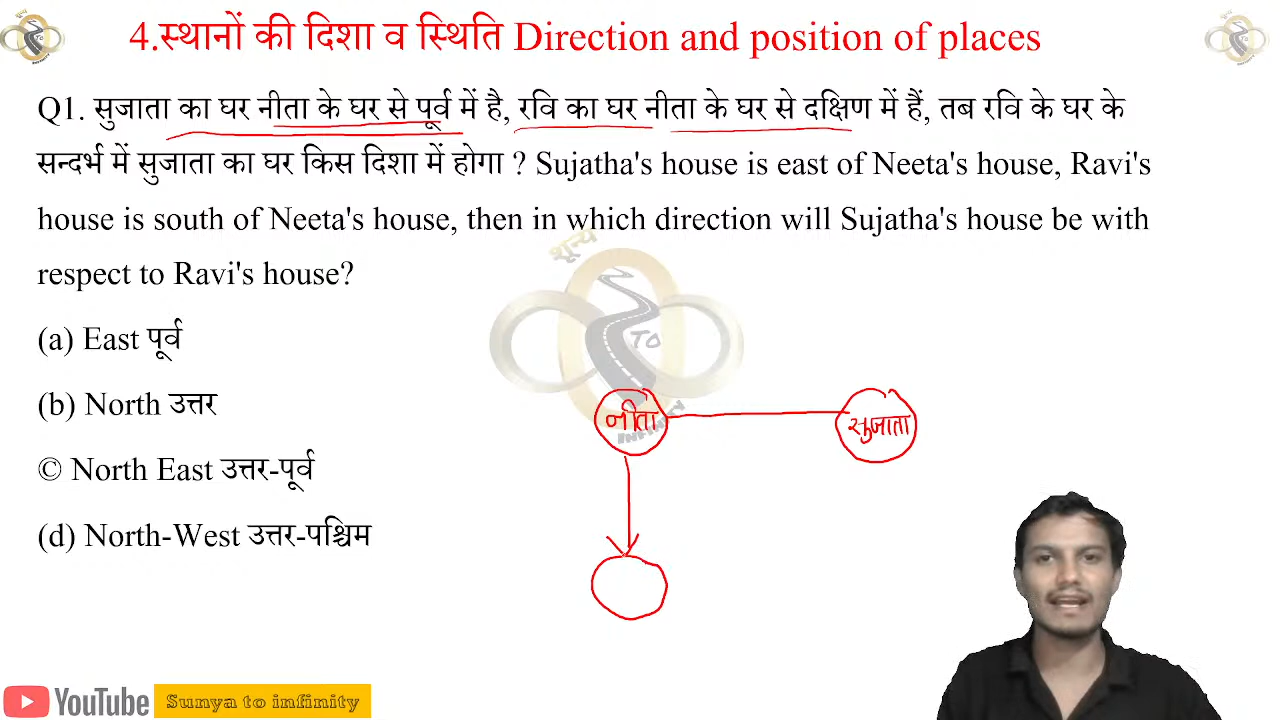 4.स्थानों की दिशा व स्थिति Direction and position of places
Q1. सुजाता का घर नीता के घर से पूर्व में है, रवि का घर नीता के घर से दक्षिण में हैं, तब रवि के घर के
सन्दर्भ में सुजाता का घर किस दिशा में होगा ? Sujatha's house is east of Neeta's house, Ravi's
house is south of Neeta's house, then in which direction will Sujatha's house be with
शून्य
respect to Ravi's house?
(a) East पूर्व
TO
(b) North उत्तर
नीता
सुजाता
INFINITY
© North East उत्तर-पूर्व
(d) North-West उत्तर-पश्चिम
YouTube
Sunya to infinity